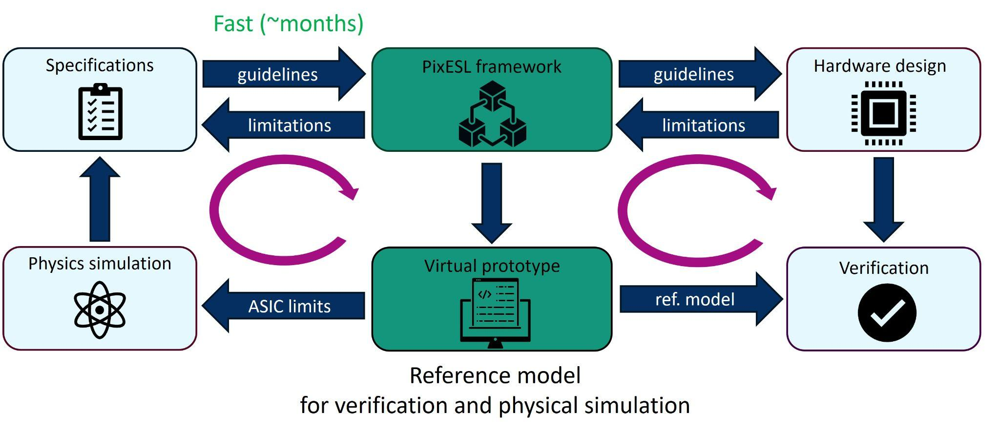 Fast (~months)
Specifications
guidelines
PixESL framework
guidelines
Hardware design
limitations
limitations
Physics simulation
ASIC limits
Virtual prototype
</>
ref. model
Verification
Reference model
for verification and physical simulation